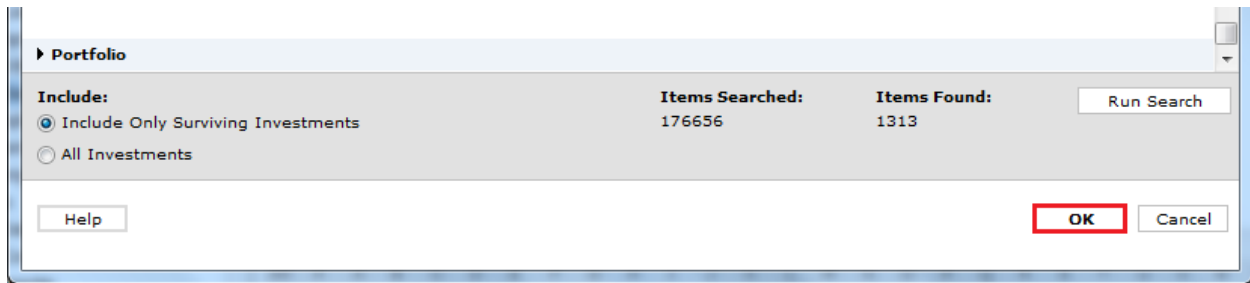 Portfolio
Include:
Items Searched:
Items Found:
Run Search
Include Only Surviving Investments
176656
1313
All Investments
Help
OK
Cancel